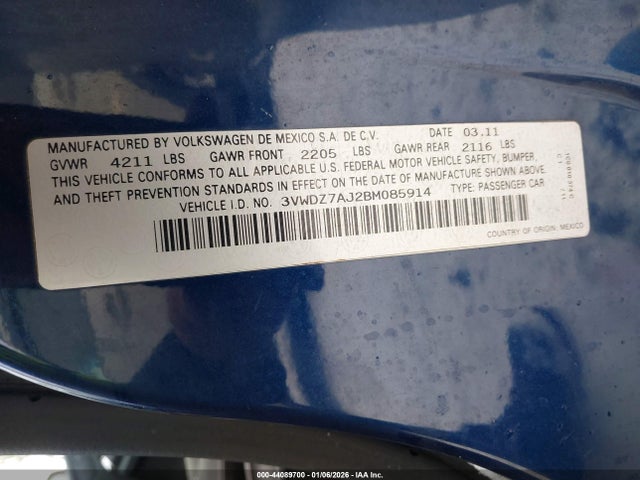 MANUFACTURED BY VOLKSWAGEN DE MEXICO S.A. DE C.V. DATE 03.11
GVWR 4211 LBS GAWR FRONT 2205 LBS GAWR REAR 2116 LBS
THIS VEHICLE CONFORMS TO ALL APPLICABLE U.S. FEDERAL MOTOR VEHICLE SAFETY, BUMPER,
AND THEFT PREVENTION STANDARDS IN EFFECT ON THE DATE OF MANUFACTURE SHOWN ABOVE.
VEHICLE I.D. NO. 3VWDZ7AJ2BM085914 TYPE: PASSENGER CAR
COUNTRY OF ORIGIN: MEXICO
000-44089700 - 01/06/2026 - IAAI.COM